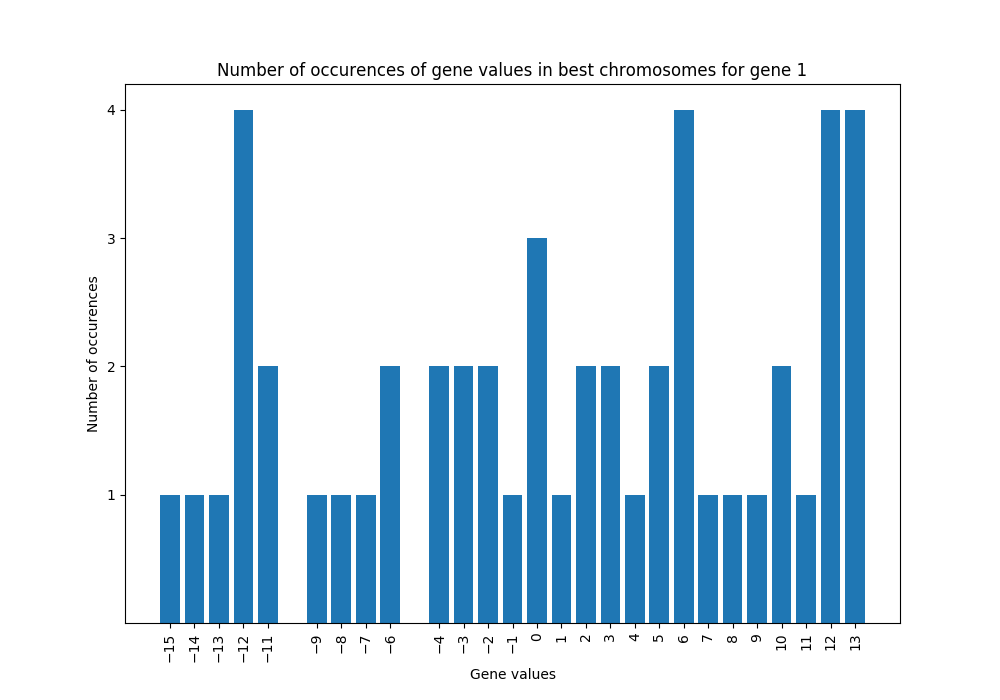 Number of occurences of gene values in best chromosomes for gene 1
4
3
2
1
Number of occurences
−15 −14 −13 −12 −11 −9 −8 −7 −6 −4 −3 −2 −1 0 1 2 3 4 5 6 7 8 9 10 11 12 13
Gene values